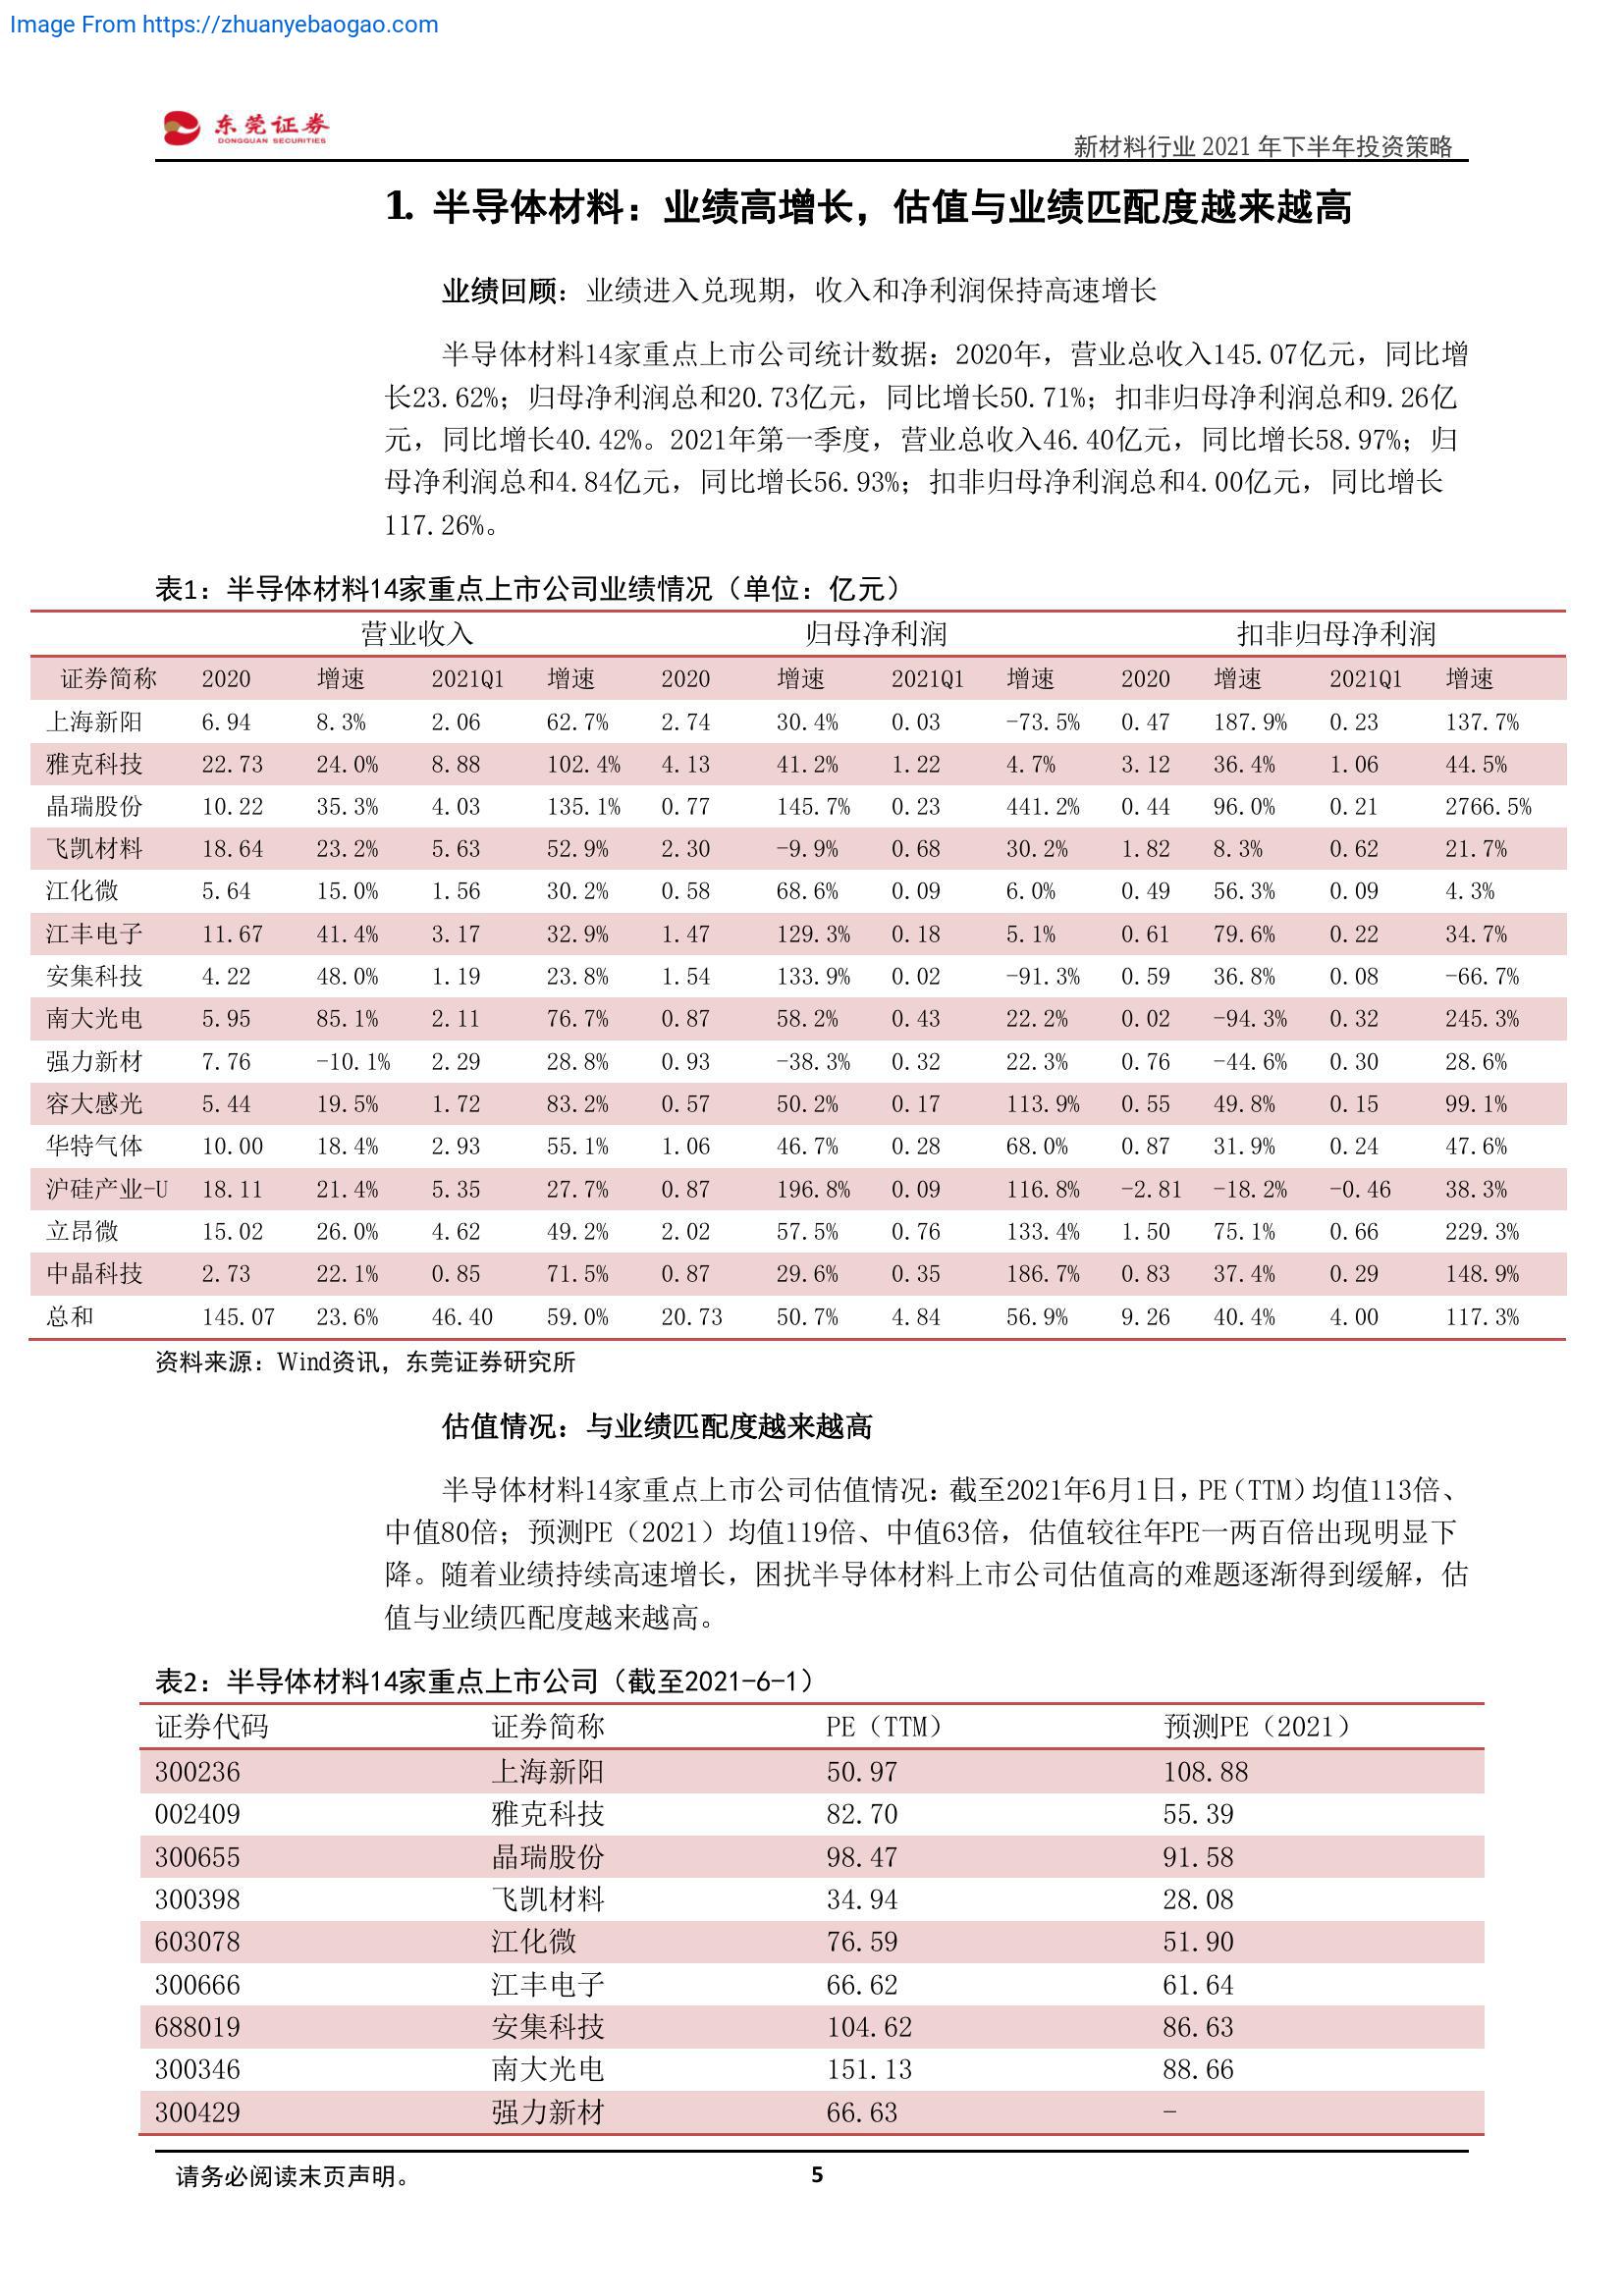 Image From https://zhuanyebaogao.com
东莞证券
DONGGUAN SECURITIES
新材料行业 2021 年下半年投资策略
1. 半导体材料：业绩高增长，估值与业绩匹配度越来越高
业绩回顾：业绩进入兑现期，收入和净利润保持高速增长
半导体材料14家重点上市公司统计数据：2020年，营业总收入145.07亿元，同比增
长23.62%；归母净利润总和20.73亿元，同比增长50.71%；扣非归母净利润总和9.26亿
元，同比增长40.42%。2021年第一季度，营业总收入46.40亿元，同比增长58.97%；归
母净利润总和4.84亿元，同比增长56.93%；扣非归母净利润总和4.00亿元，同比增长
117.26%。
表1：半导体材料14家重点上市公司业绩情况（单位：亿元）
营业收入 归母净利润 扣非归母净利润
证券简称 2020 增速 2021Q1 增速 2020 增速 2021Q1 增速 2020 增速 2021Q1 增速
上海新阳 6.94 8.3% 2.06 62.7% 2.74 30.4% 0.03 -73.5% 0.47 187.9% 0.23 137.7%
雅克科技 22.73 24.0% 8.88 102.4% 4.13 41.2% 1.22 4.7% 3.12 36.4% 1.06 44.5%
晶瑞股份 10.22 35.3% 4.03 135.1% 0.77 145.7% 0.23 441.2% 0.44 96.0% 0.21 2766.5%
飞凯材料 18.64 23.2% 5.63 52.9% 2.30 -9.9% 0.68 30.2% 1.82 8.3% 0.62 21.7%
江化微 5.64 15.0% 1.56 30.2% 0.58 68.6% 0.09 6.0% 0.49 56.3% 0.09 4.3%
江丰电子 11.67 41.4% 3.17 32.9% 1.47 129.3% 0.18 5.1% 0.61 79.6% 0.22 34.7%
安集科技 4.22 48.0% 1.19 23.8% 1.54 133.9% 0.02 -91.3% 0.59 36.8% 0.08 -66.7%
南大光电 5.95 85.1% 2.11 76.7% 0.87 58.2% 0.43 22.2% 0.02 -94.3% 0.32 245.3%
强力新材 7.76 -10.1% 2.29 28.8% 0.93 -38.3% 0.32 22.3% 0.76 -44.6% 0.30 28.6%
容大感光 5.44 19.5% 1.72 83.2% 0.57 50.2% 0.17 113.9% 0.55 49.8% 0.15 99.1%
华特气体 10.00 18.4% 2.93 55.1% 1.06 46.7% 0.28 68.0% 0.87 31.9% 0.24 47.6%
沪硅产业-U 18.11 21.4% 5.35 27.7% 0.87 196.8% 0.09 116.8% -2.81 -18.2% -0.46 38.3%
立昂微 15.02 26.0% 4.62 49.2% 2.02 57.5% 0.76 133.4% 1.50 75.1% 0.66 229.3%
中晶科技 2.73 22.1% 0.85 71.5% 0.87 29.6% 0.35 186.7% 0.83 37.4% 0.29 148.9%
总和 145.07 23.6% 46.40 59.0% 20.73 50.7% 4.84 56.9% 9.26 40.4% 4.00 117.3%
资料来源：Wind资讯，东莞证券研究所
估值情况：与业绩匹配度越来越高
半导体材料14家重点上市公司估值情况：截至2021年6月1日，PE（TTM）均值113倍、
中值80倍；预测PE（2021）均值119倍、中值63倍，估值较往年PE一两百倍出现明显下
降。随着业绩持续高速增长，困扰半导体材料上市公司估值高的难题逐渐得到缓解，估
值与业绩匹配度越来越高。
表2：半导体材料14家重点上市公司（截至2021-6-1）
证券代码 证券简称 PE（TTM） 预测PE（2021）
300236 上海新阳 50.97 108.88
002409 雅克科技 82.70 55.39
300655 晶瑞股份 98.47 91.58
300398 飞凯材料 34.94 28.08
603078 江化微 76.59 51.90
300666 江丰电子 66.62 61.64
688019 安集科技 104.62 86.63
300346 南大光电 151.13 88.66
300429 强力新材 66.63 -
请务必阅读末页声明。 5